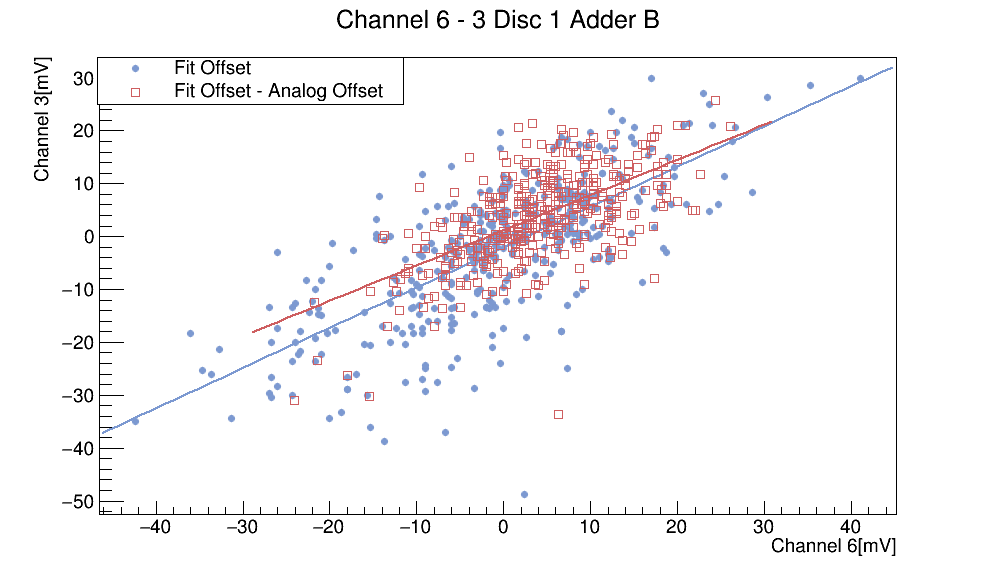 Channel 6 - 3 Disc 1 Adder B
Channel 3[mV]
Fit Offset
Fit Offset - Analog Offset
30
20
10
0
−10
−20
−30
−40
−50
−40 −30 −20 −10 0 10 20 30 40
Channel 6[mV]